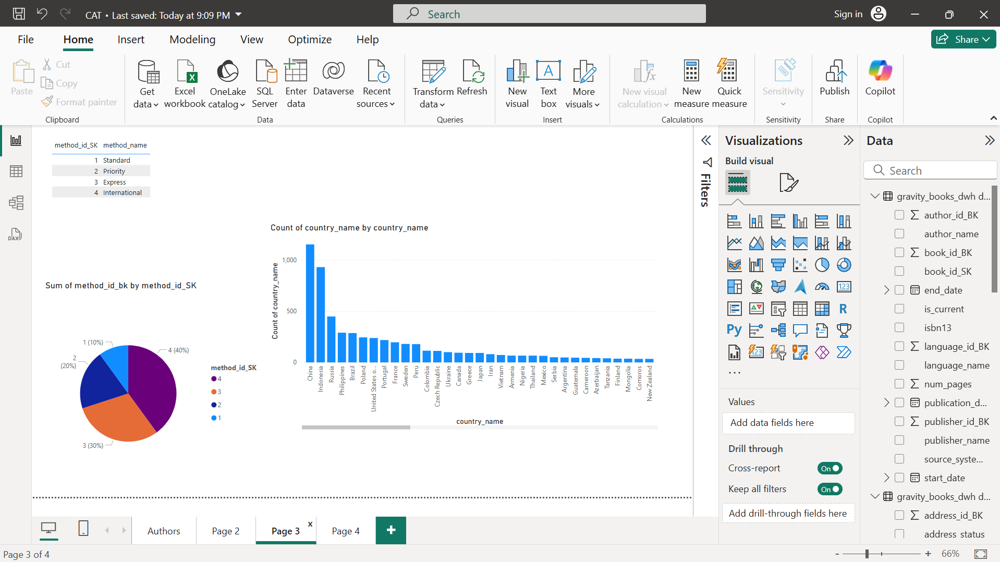 CAT • Last saved: Today at 9:09 PM
Search
Sign in
File Home Insert Modeling View Optimize Help
Share
Paste
Cut
Copy
Format painter
Clipboard
Get data
Excel workbook
OneLake catalog
SQL Server
Enter data
Dataverse
Recent sources
Data
Transform data
Refresh
Queries
New visual
Text box
More visuals
Insert
New visual calculation
New measure
Quick measure
Calculations
Sensitivity
Sensitivity
Publish
Share
Copilot
Copilot
DAX
method_id_SK method_name
1 Standard
2 Priority
3 Express
4 International
Sum of method_id_bk by method_id_SK
1 (10%)
4 (40%)
2 (20%)
3 (30%)
method_id_SK
4
3
2
1
Count of country_name by country_name
Count of country_name
1,000
500
0
China
Indonesia
Russia
Philippines
Brazil
Poland
United States o...
Portugal
France
Sweden
Peru
Colombia
Czech Republic
Ukraine
Canada
Greece
Japan
Iran
Vietnam
Armenia
Nigeria
Thailand
Mexico
Serbia
Argentina
Guatemala
Cameroon
Azerbaijan
Tanzania
Finland
Mongolia
Comoros
New Zealand
country_name
Filters
Visualizations
Build visual
123
R
Py
123
Values
Add data fields here
Drill through
Cross-report
On
Keep all filters
On
Add drill-through fields here
Data
Search
gravity_books_dwh d...
author_id_BK
author_name
book_id_BK
book_id_SK
end_date
is_current
isbn13
language_id_BK
language_name
num_pages
publication_d...
publisher_id_BK
publisher_name
source_syste...
start_date
gravity_books_dwh d...
address_id_BK
address_status
Authors
Page 2
Page 3 x
Page 4
+
Page 3 of 4
- + 66%